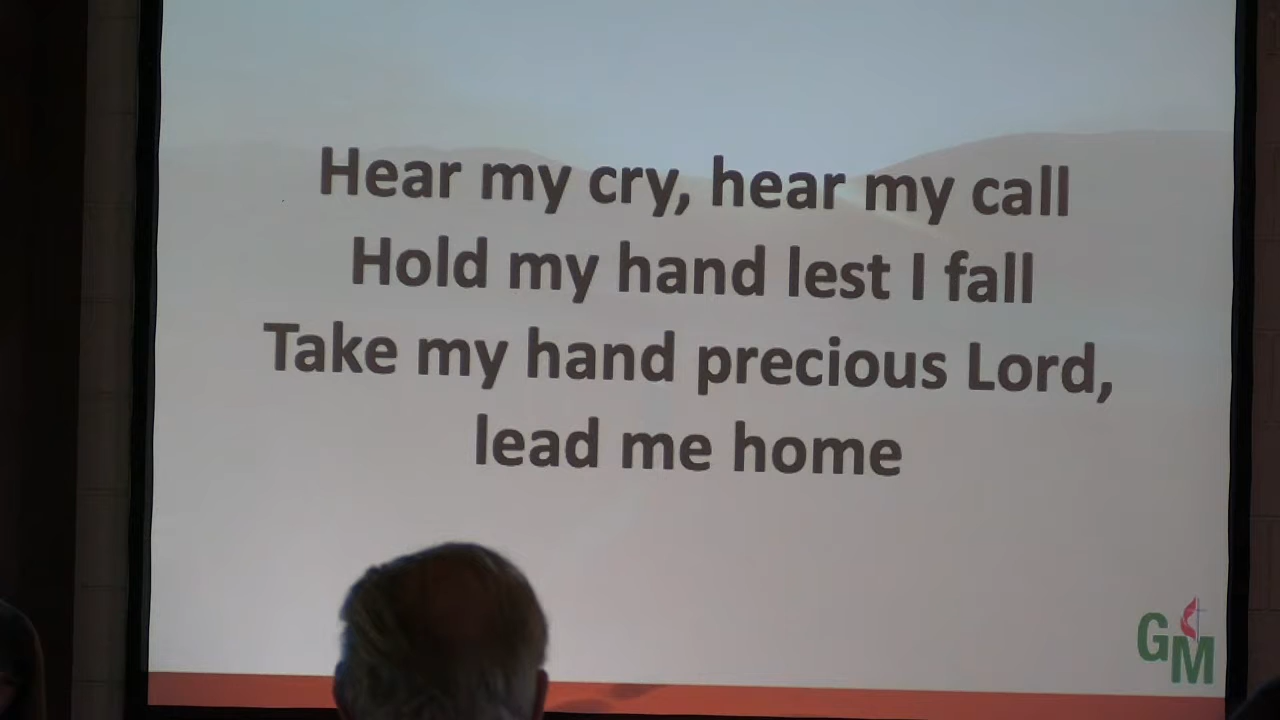 Hear my cry, hear my call
Hold my hand lest I fall
Take my hand precious Lord,
lead me home
GM